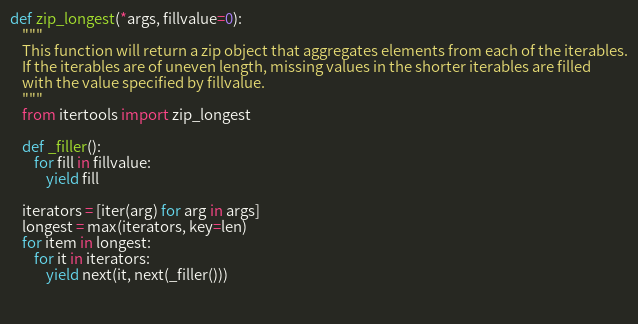 def zip_longest(*args, fillvalue=0):
    """
    This function will return a zip object that aggregates elements from each of the iterables.
    If the iterables are of uneven length, missing values in the shorter iterables are filled
    with the value specified by fillvalue.
    """
    from itertools import zip_longest

    def _filler():
        for fill in fillvalue:
            yield fill

    iterators = [iter(arg) for arg in args]
    longest = max(iterators, key=len)
    for item in longest:
        for it in iterators:
            yield next(it, next(_filler()))